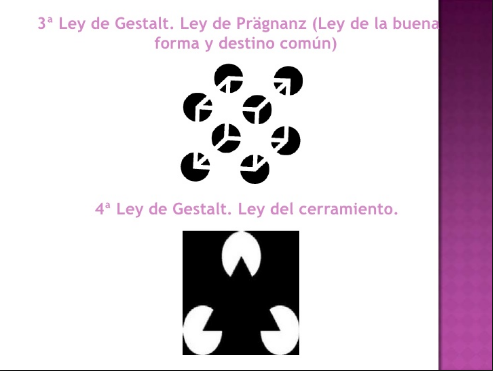 3ª Ley de Gestalt. Ley de Prägnanz (Ley de la buena
forma y destino común)
4ª Ley de Gestalt. Ley del cerramiento.